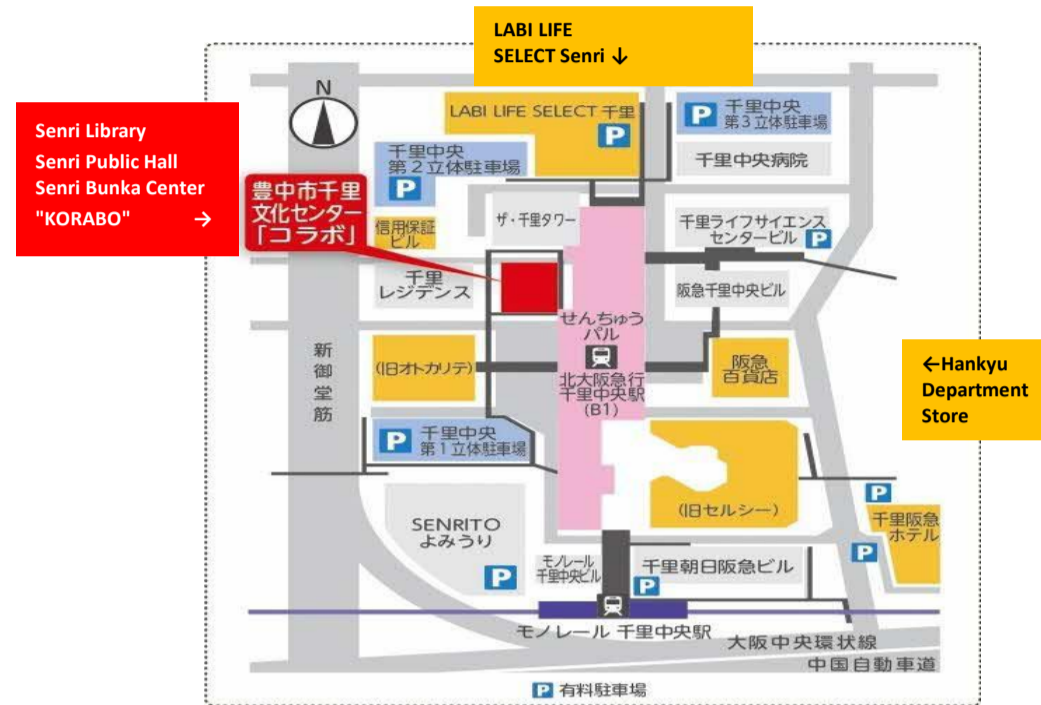 LABI LIFE
SELECT Senri ↓
Senri Library
Senri Public Hall
Senri Bunka Center
"KORABO" →
N
LABI LIFE SELECT 千里
P
P 千里中央
第3立体駐車場
千里中央
第2立体駐車場
P
千里中央病院
豊中市千里
文化センター
「コラボ」
信用保証
ビル
ザ・千里タワー
千里ライフサイエンス
センタービル P
千里
レジデンス
阪急千里中央ビル
せんちゅう
パル
北大阪急行
千里中央駅
(B1)
新御堂筋
(旧オトカリテ)
阪急
百貨店
←Hankyu
Department
Store
P 千里中央
第1立体駐車場
(旧セルシー)
P
千里阪急
ホテル
P
SENRITO
よみうり
P
モノレール
千里中央ビル
千里朝日阪急ビル
P
モノレール 千里中央駅
大阪中央環状線
中国自動車道
P 有料駐車場